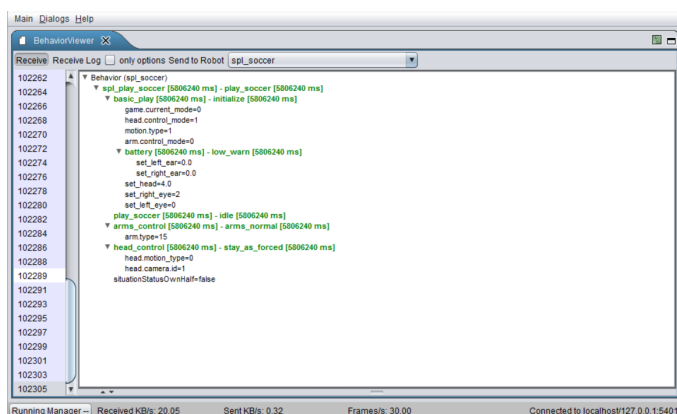 Main Dialogs Help
BehaviorViewer
Receive Receive Log only options Send to Robot spl_soccer
102262
102264
102266
102268
102270
102272
102274
102276
102278
102280
102282
102284
102286
102288
102289
102291
102293
102295
102297
102299
102301
102303
102305
Behavior (spl_soccer)
spl_play_soccer [5806240 ms] - play_soccer [5806240 ms]
basic_play [5806240 ms] - initialize [5806240 ms]
game.current_mode=0
head.control_mode=1
motion.type=1
arm.control_mode=0
battery [5806240 ms] - low_warn [5806240 ms]
set_left_ear=0.0
set_right_ear=0.0
set_head=4.0
set_right_eye=2
set_left_eye=0
play_soccer [5806240 ms] - idle [5806240 ms]
arms_control [5806240 ms] - arms_normal [5806240 ms]
arm.type=15
head_control [5806240 ms] - stay_as_forced [5806240 ms]
head.motion_type=0
head.camera.id=1
situationStatusOwnHalf=false
Running Manager -- Received KB/s: 20.05 Sent KB/s: 0.32 Frames/s: 30.00 Connected to localhost/127.0.0.1:5401